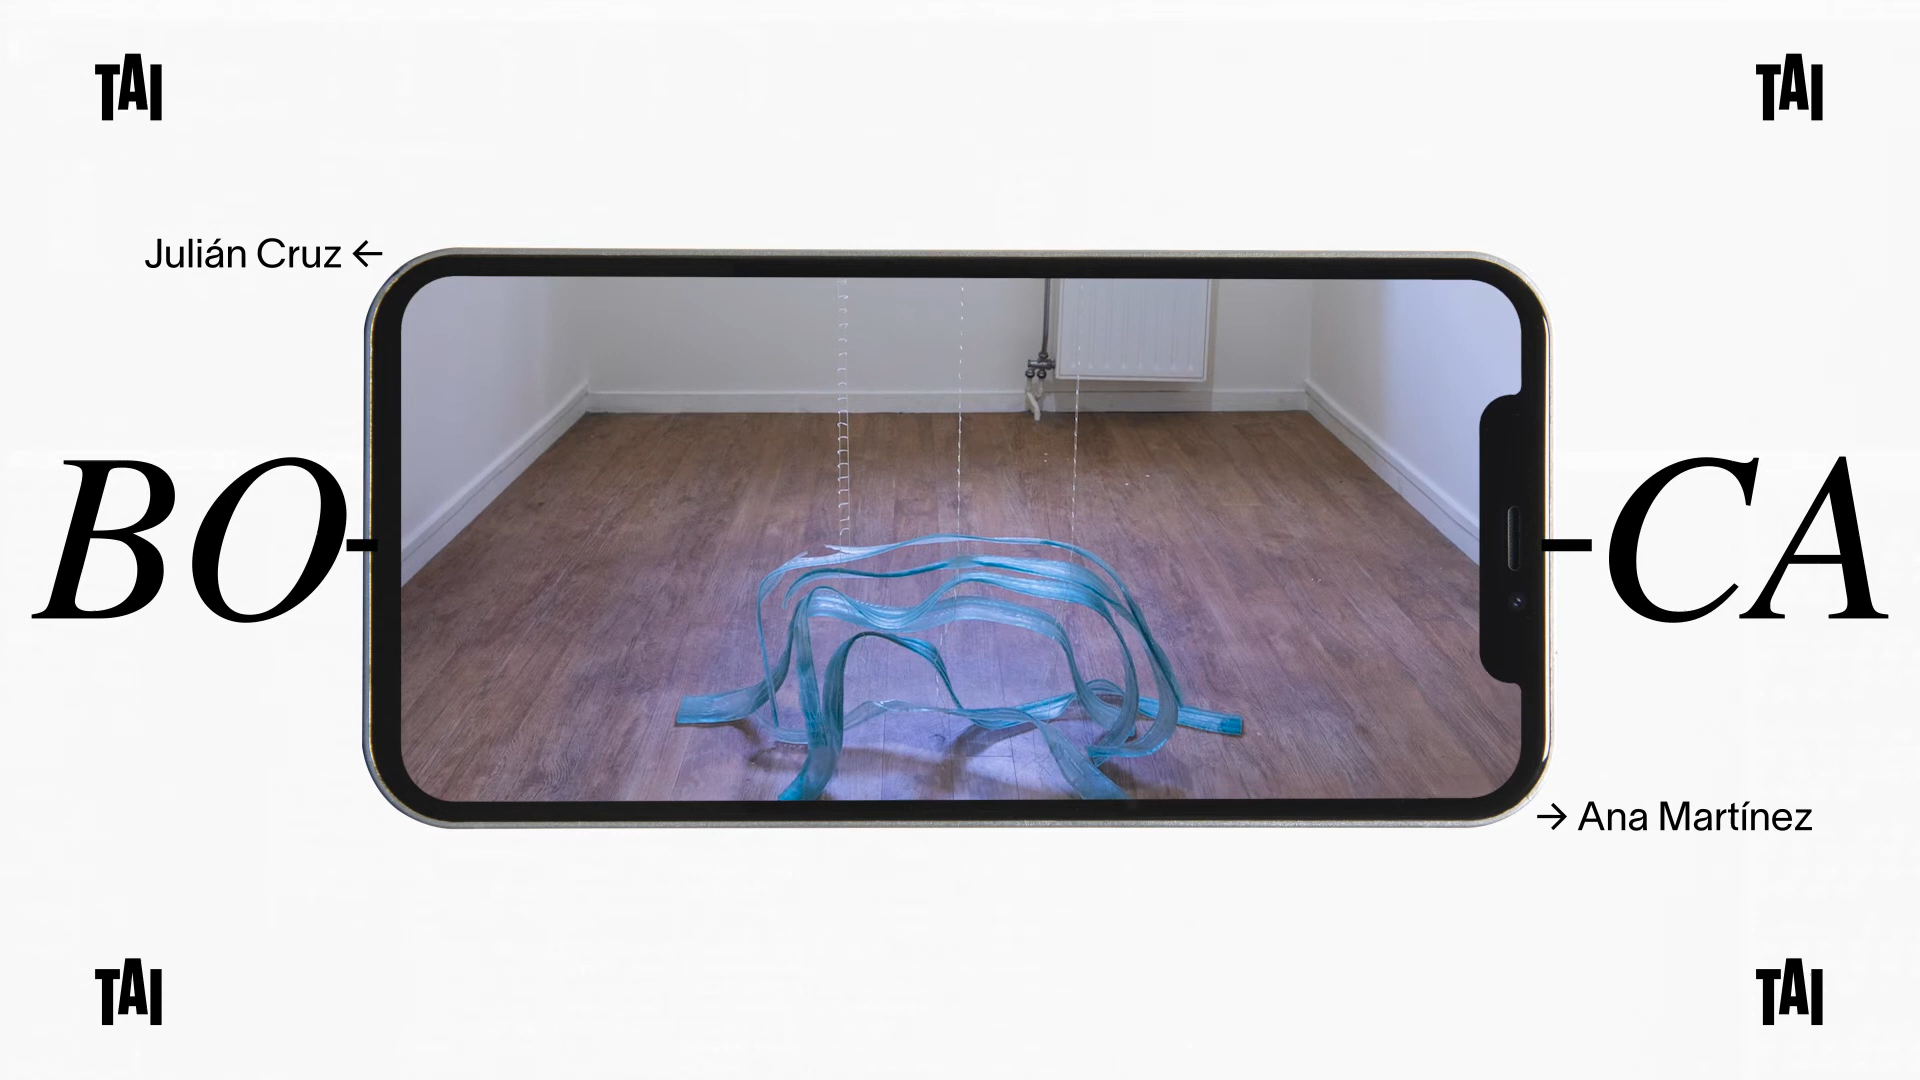 TAI TAI
Julián Cruz ←
BO- -CA
→ Ana Martínez
TAI TAI